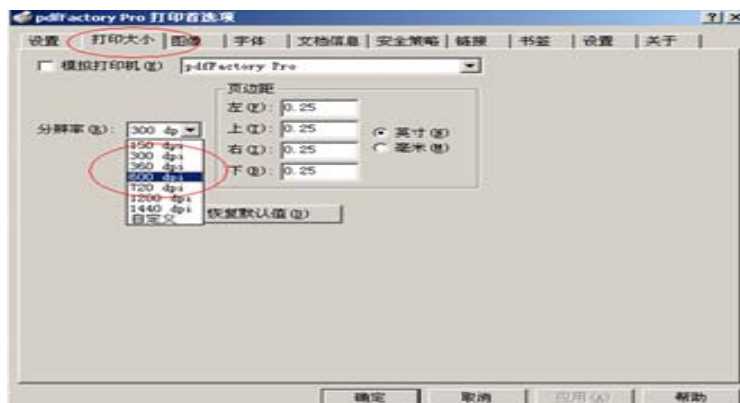 pdfFactory Pro 打印首选项
设置 打印大小 图像 字体 文档信息 安全策略 链接 书签 设置 关于
模拟打印机(X) pdfFactory Pro
页边距
左(F): 0.25
分辨率(R): 300 dp 上(T): 0.25 英寸(N)
150 dpi
300 dpi 右(I): 0.25 毫米(M)
360 dpi
600 dpi 下(B): 0.25
720 dpi
1200 dpi
1440 dpi
自定义 恢复默认值(D)
确定 取消 应用(A) 帮助